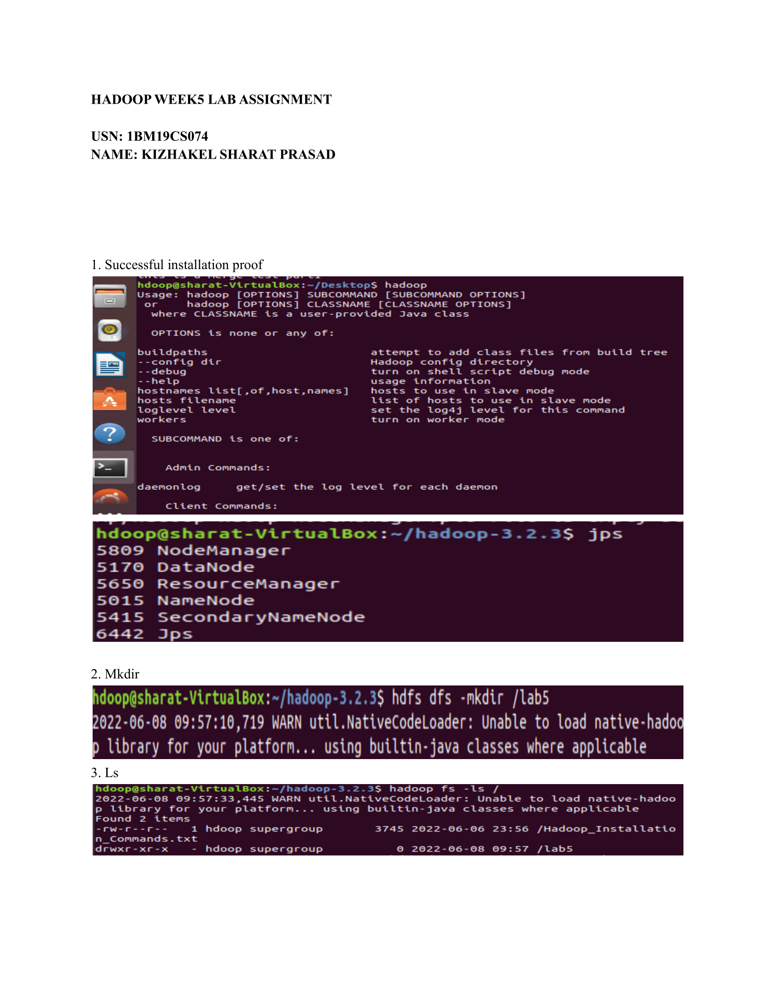 HADOOP WEEK5 LAB ASSIGNMENT
USN: 1BM19CS074
NAME: KIZHAKEL SHARAT PRASAD
1. Successful installation proof
this is a merge test part1
hdoop@sharat-VirtualBox:~/Desktop$ hadoop
Usage: hadoop [OPTIONS] SUBCOMMAND [SUBCOMMAND OPTIONS]
or hadoop [OPTIONS] CLASSNAME [CLASSNAME OPTIONS]
where CLASSNAME is a user-provided Java class
OPTIONS is none or any of:
buildpaths attempt to add class files from build tree
--config dir Hadoop config directory
--debug turn on shell script debug mode
--help usage information
hostnames list[,of,host,names] hosts to use in slave mode
hosts filename list of hosts to use in slave mode
loglevel level set the log4j level for this command
workers turn on worker mode
SUBCOMMAND is one of:
Admin Commands:
daemonlog get/set the log level for each daemon
Client Commands:
hdoop@sharat-VirtualBox:~/hadoop-3.2.3$ jps
5809 NodeManager
5170 DataNode
5650 ResourceManager
5015 NameNode
5415 SecondaryNameNode
6442 Jps
2. Mkdir
hdoop@sharat-VirtualBox:~/hadoop-3.2.3$ hdfs dfs -mkdir /lab5
2022-06-08 09:57:10,719 WARN util.NativeCodeLoader: Unable to load native-hadoo
p library for your platform... using builtin-java classes where applicable
3. Ls
hdoop@sharat-VirtualBox:~/hadoop-3.2.3$ hadoop fs -ls /
2022-06-08 09:57:33,445 WARN util.NativeCodeLoader: Unable to load native-hadoo
p library for your platform... using builtin-java classes where applicable
Found 2 items
-rw-r--r-- 1 hdoop supergroup 3745 2022-06-06 23:56 /Hadoop_Installatio
n_Commands.txt
drwxr-xr-x - hdoop supergroup 0 2022-06-08 09:57 /lab5